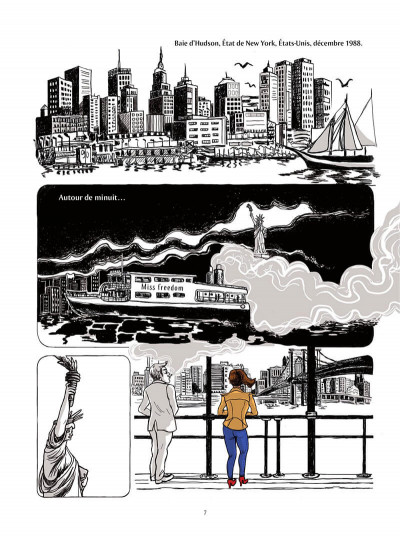 Baie d'Hudson, État de New York, États-Unis, décembre 1988.
Autour de minuit...
Miss freedom
7